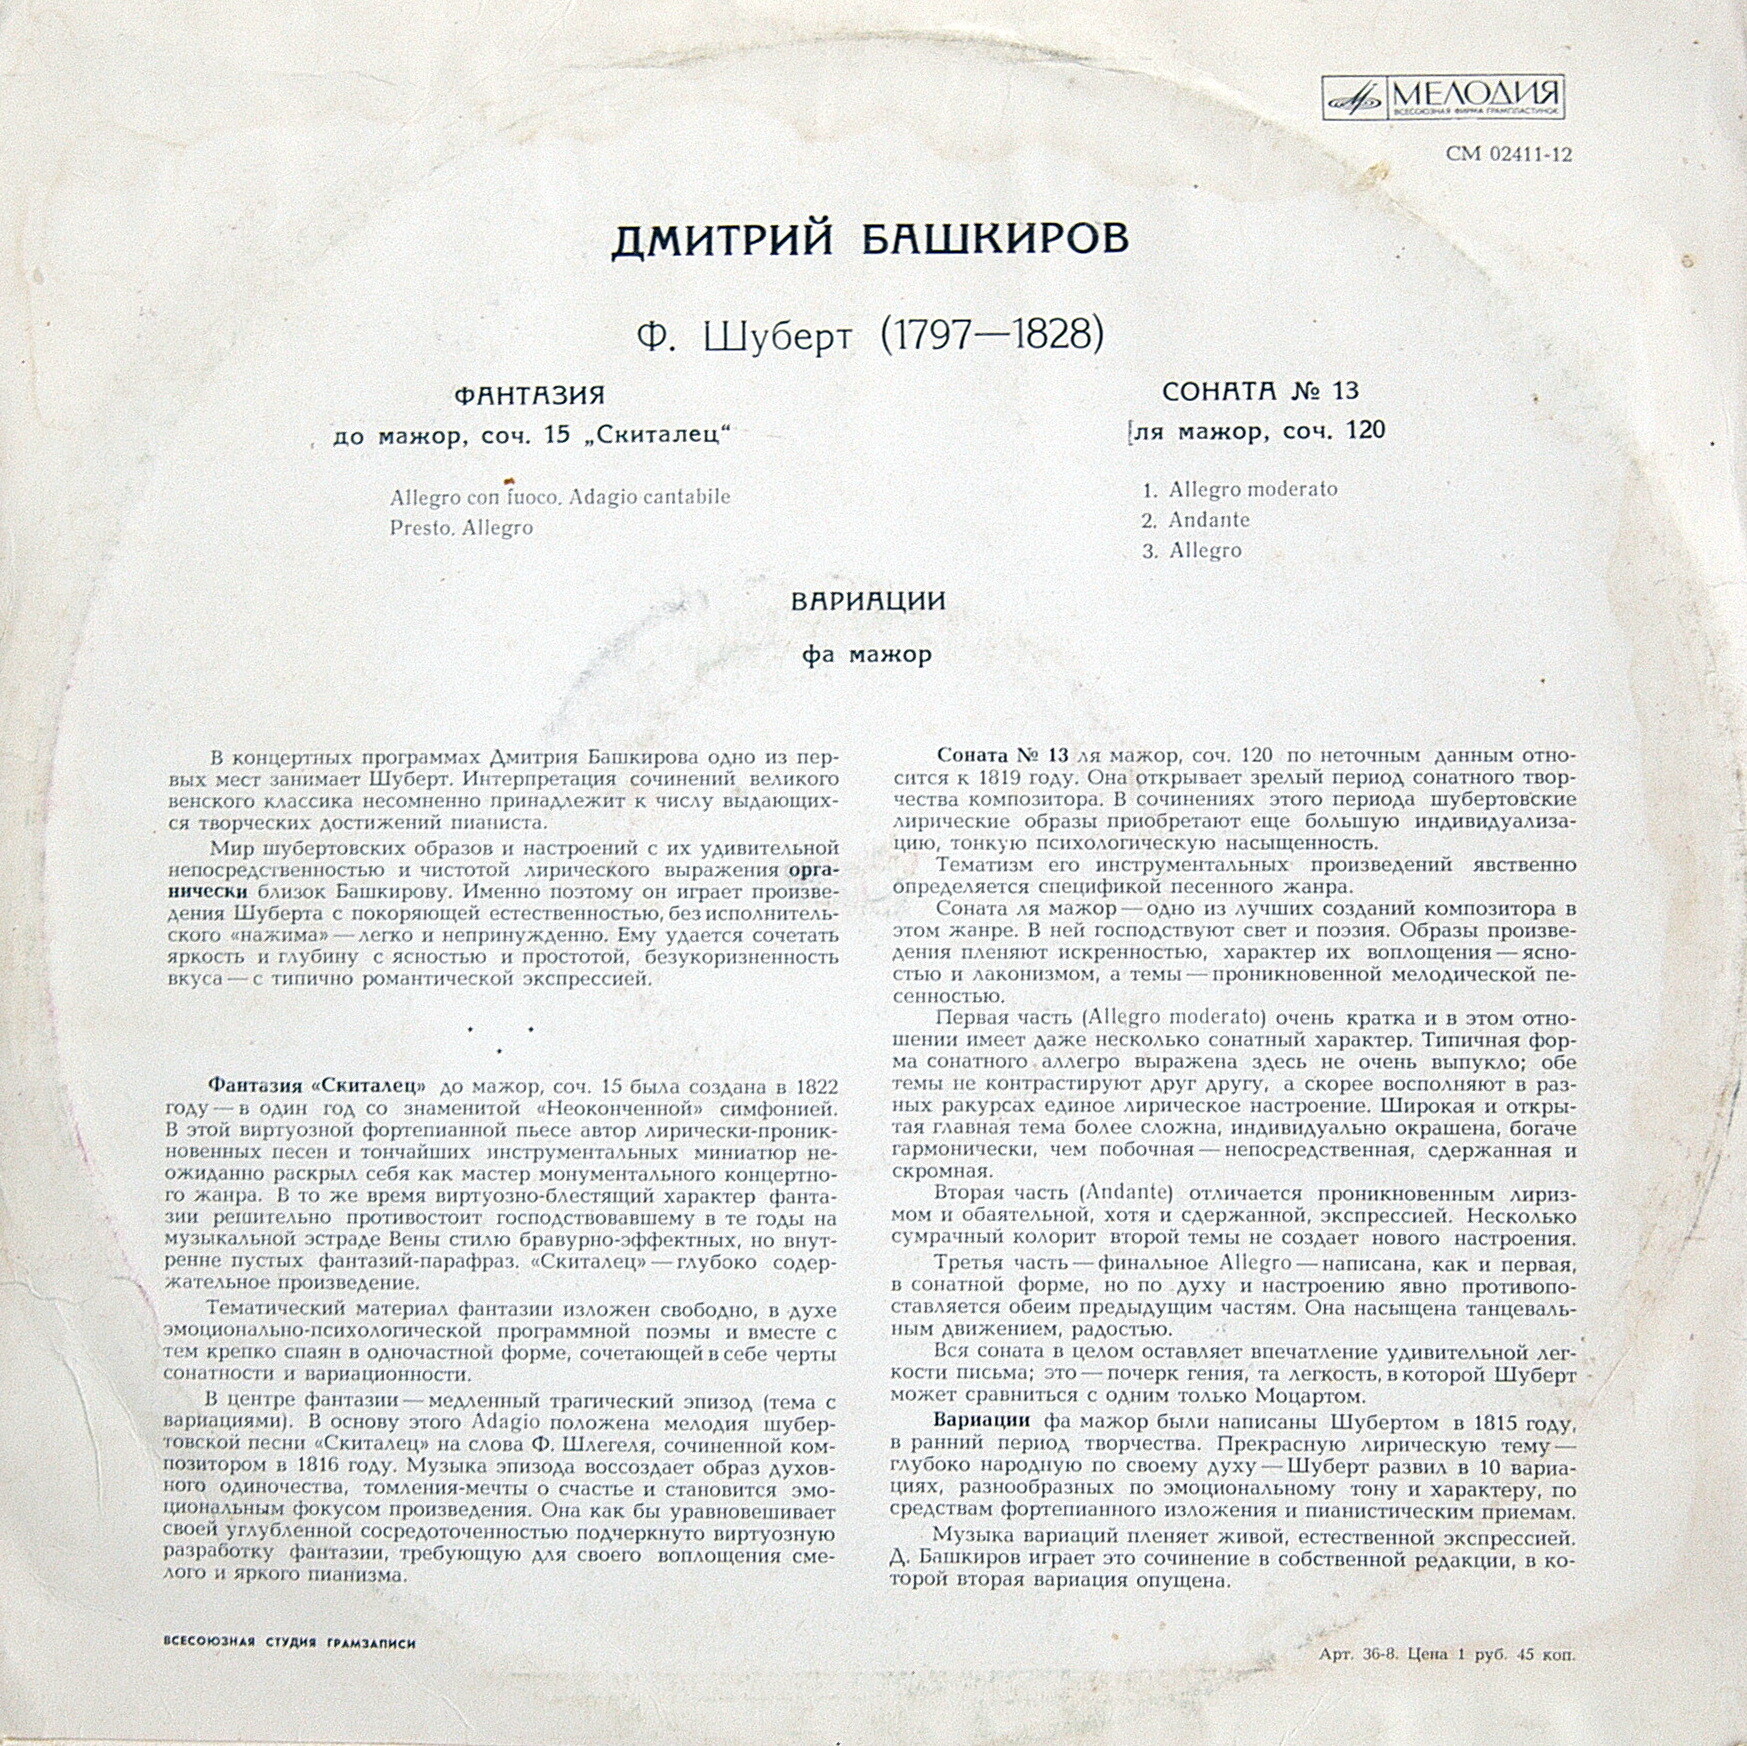 МЕЛОДИЯ
ВСЕСОЮЗНАЯ ФИРМА ГРАМПЛАСТИНОК
СМ 02411-12
ДМИТРИЙ БАШКИРОВ
Ф. Шуберт (1797—1828)
ФАНТАЗИЯ
до мажор, соч. 15 „Скиталец“
Allegro con fuoco. Adagio cantabile
Presto. Allegro
СОНАТА № 13
ля мажор, соч. 120
1. Allegro moderato
2. Andante
3. Allegro
ВАРИАЦИИ
фа мажор
В концертных программах Дмитрия Башкирова одно из пер-
вых мест занимает Шуберт. Интерпретация сочинений великого
венского классика несомненно принадлежит к числу выдающих-
ся творческих достижений пианиста.
Мир шубертовских образов и настроений с их удивительной
непосредственностью и чистотой лирического выражения орга-
нически близок Башкирову. Именно поэтому он играет произве-
дения Шуберта с покоряющей естественностью, без исполнитель-
ского «нажима» — легко и непринужденно. Ему удается сочетать
яркость и глубину с ясностью и простотой, безукоризненность
вкуса — с типично романтической экспрессией.
Фантазия «Скиталец» до мажор, соч. 15 была создана в 1822
году — в один год со знаменитой «Неоконченной» симфонией.
В этой виртуозной фортепианной пьесе автор лирически-проник-
новенных песен и тончайших инструментальных миниатюр не-
ожиданно раскрыл себя как мастер монументального концертно-
го жанра. В то же время виртуозно-блестящий характер фанта-
зии решительно противостоит господствовавшему в те годы на
музыкальной эстраде Вены стилю бравурно-эффектных, но внут-
ренне пустых фантазий-парафраз. «Скиталец» — глубоко содер-
жательное произведение.
Тематический материал фантазии изложен свободно, в духе
эмоционально-психологической программной поэмы и вместе с
тем крепко спаян в одночастной форме, сочетающей в себе черты
сонатности и вариационности.
В центре фантазии — медленный трагический эпизод (тема с
вариациями). В основу этого Adagio положена мелодия шубер-
товской песни «Скиталец» на слова Ф. Шлегеля, сочиненной ком-
позитором в 1816 году. Музыка эпизода воссоздает образ духов-
ного одиночества, томления-мечты о счастье и становится эмо-
циональным фокусом произведения. Она как бы уравновешивает
своей углубленной сосредоточенностью подчеркнуто виртуозную
разработку фантазии, требующую для своего воплощения сме-
лого и яркого пианизма.
Соната № 13 ля мажор, соч. 120 по неточным данным отно-
сится к 1819 году. Она открывает зрелый период сонатного твор-
чества композитора. В сочинениях этого периода шубертовские
лирические образы приобретают еще большую индивидуализа-
цию, тонкую психологическую насыщенность.
Тематизм его инструментальных произведений явственно
определяется спецификой песенного жанра.
Соната ля мажор — одно из лучших созданий композитора в
этом жанре. В ней господствуют свет и поэзия. Образы произве-
дения пленяют искренностью, характер их воплощения — ясно-
стью и лаконизмом, а темы — проникновенной мелодической пе-
сенностью.
Первая часть (Allegro moderato) очень кратка и в этом отно-
шении имеет даже несколько сонатный характер. Типичная фор-
ма сонатного аллегро выражена здесь не очень выпукло; обе
темы не контрастируют друг другу, а скорее восполняют в раз-
ных ракурсах единое лирическое настроение. Широкая и откры-
тая главная тема более сложна, индивидуально окрашена, богаче
гармонически, чем побочная — непосредственная, сдержанная и
скромная.
Вторая часть (Andante) отличается проникновенным лириз-
мом и обаятельной, хотя и сдержанной, экспрессией. Несколько
сумрачный колорит второй темы не создает нового настроения.
Третья часть — финальное Allegro — написана, как и первая,
в сонатной форме, но по духу и настроению явно противопо-
ставляется обеим предыдущим частям. Она насыщена танцеваль-
ным движением, радостью.
Вся соната в целом оставляет впечатление удивительной лег-
кости письма; это — почерк гения, та легкость, в которой Шуберт
может сравниться с одним только Моцартом.
Вариации фа мажор были написаны Шубертом в 1815 году,
в ранний период творчества. Прекрасную лирическую тему —
глубоко народную по своему духу — Шуберт развил в 10 вариа-
циях, разнообразных по эмоциональному тону и характеру, по
средствам фортепианного изложения и пианистическим приемам.
Музыка вариаций пленяет живой, естественной экспрессией.
Д. Башкиров играет это сочинение в собственной редакции, в ко-
торой вторая вариация опущена.
ВСЕСОЮЗНАЯ СТУДИЯ ГРАМЗАПИСИ
Арт. 36-8. Цена 1 руб. 45 коп.